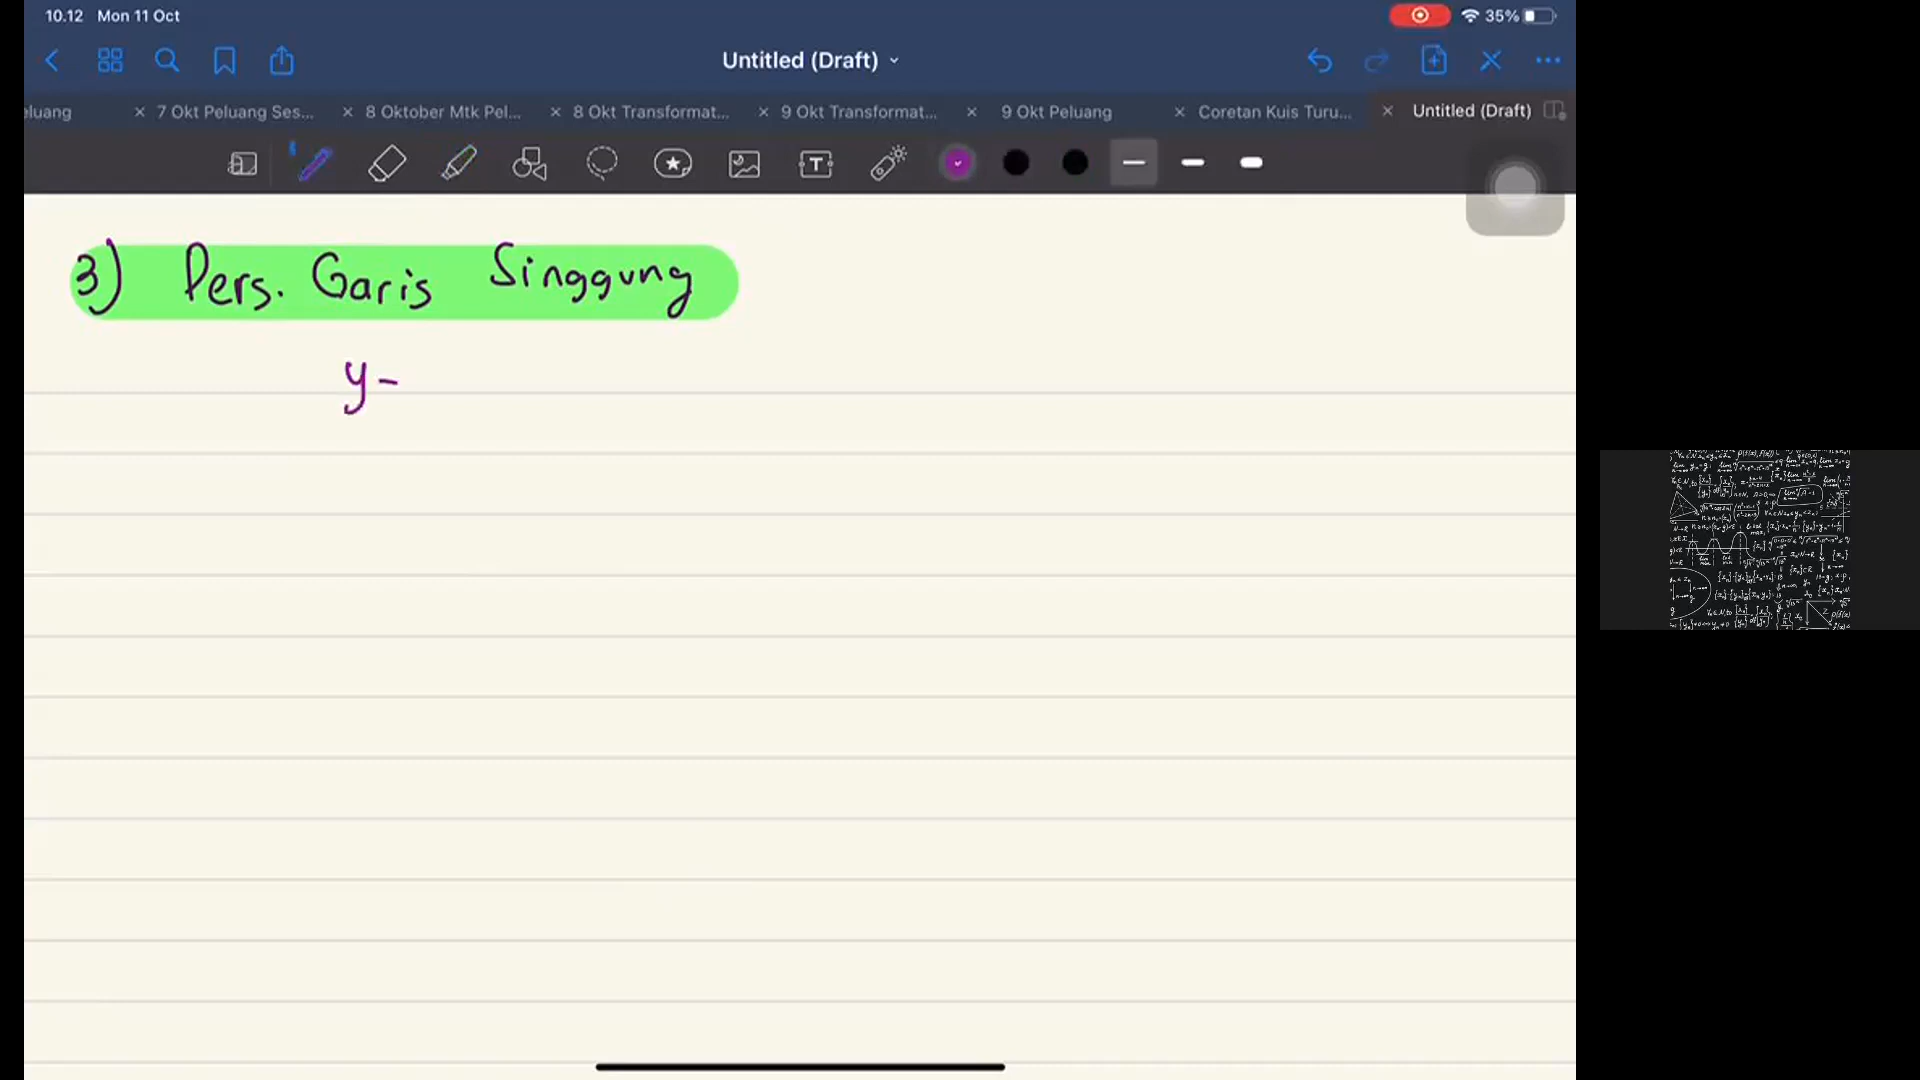 10.12 Mon 11 Oct
35%
Untitled (Draft)
eluang
7 Okt Peluang Ses...
8 Oktober Mtk Pel...
8 Okt Transformat...
9 Okt Transformat...
9 Okt Peluang
Coretan Kuis Turu...
Untitled (Draft)
3) Pers. Garis Singgung
y-